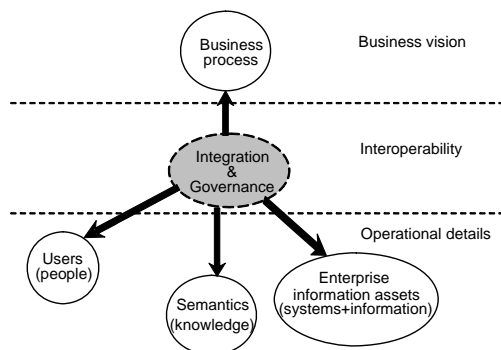 Business
process
Business vision
Integration
&
Governance
Interoperability
Operational details
Users
(people)
Semantics
(knowledge)
Enterprise
information assets
(systems+information)